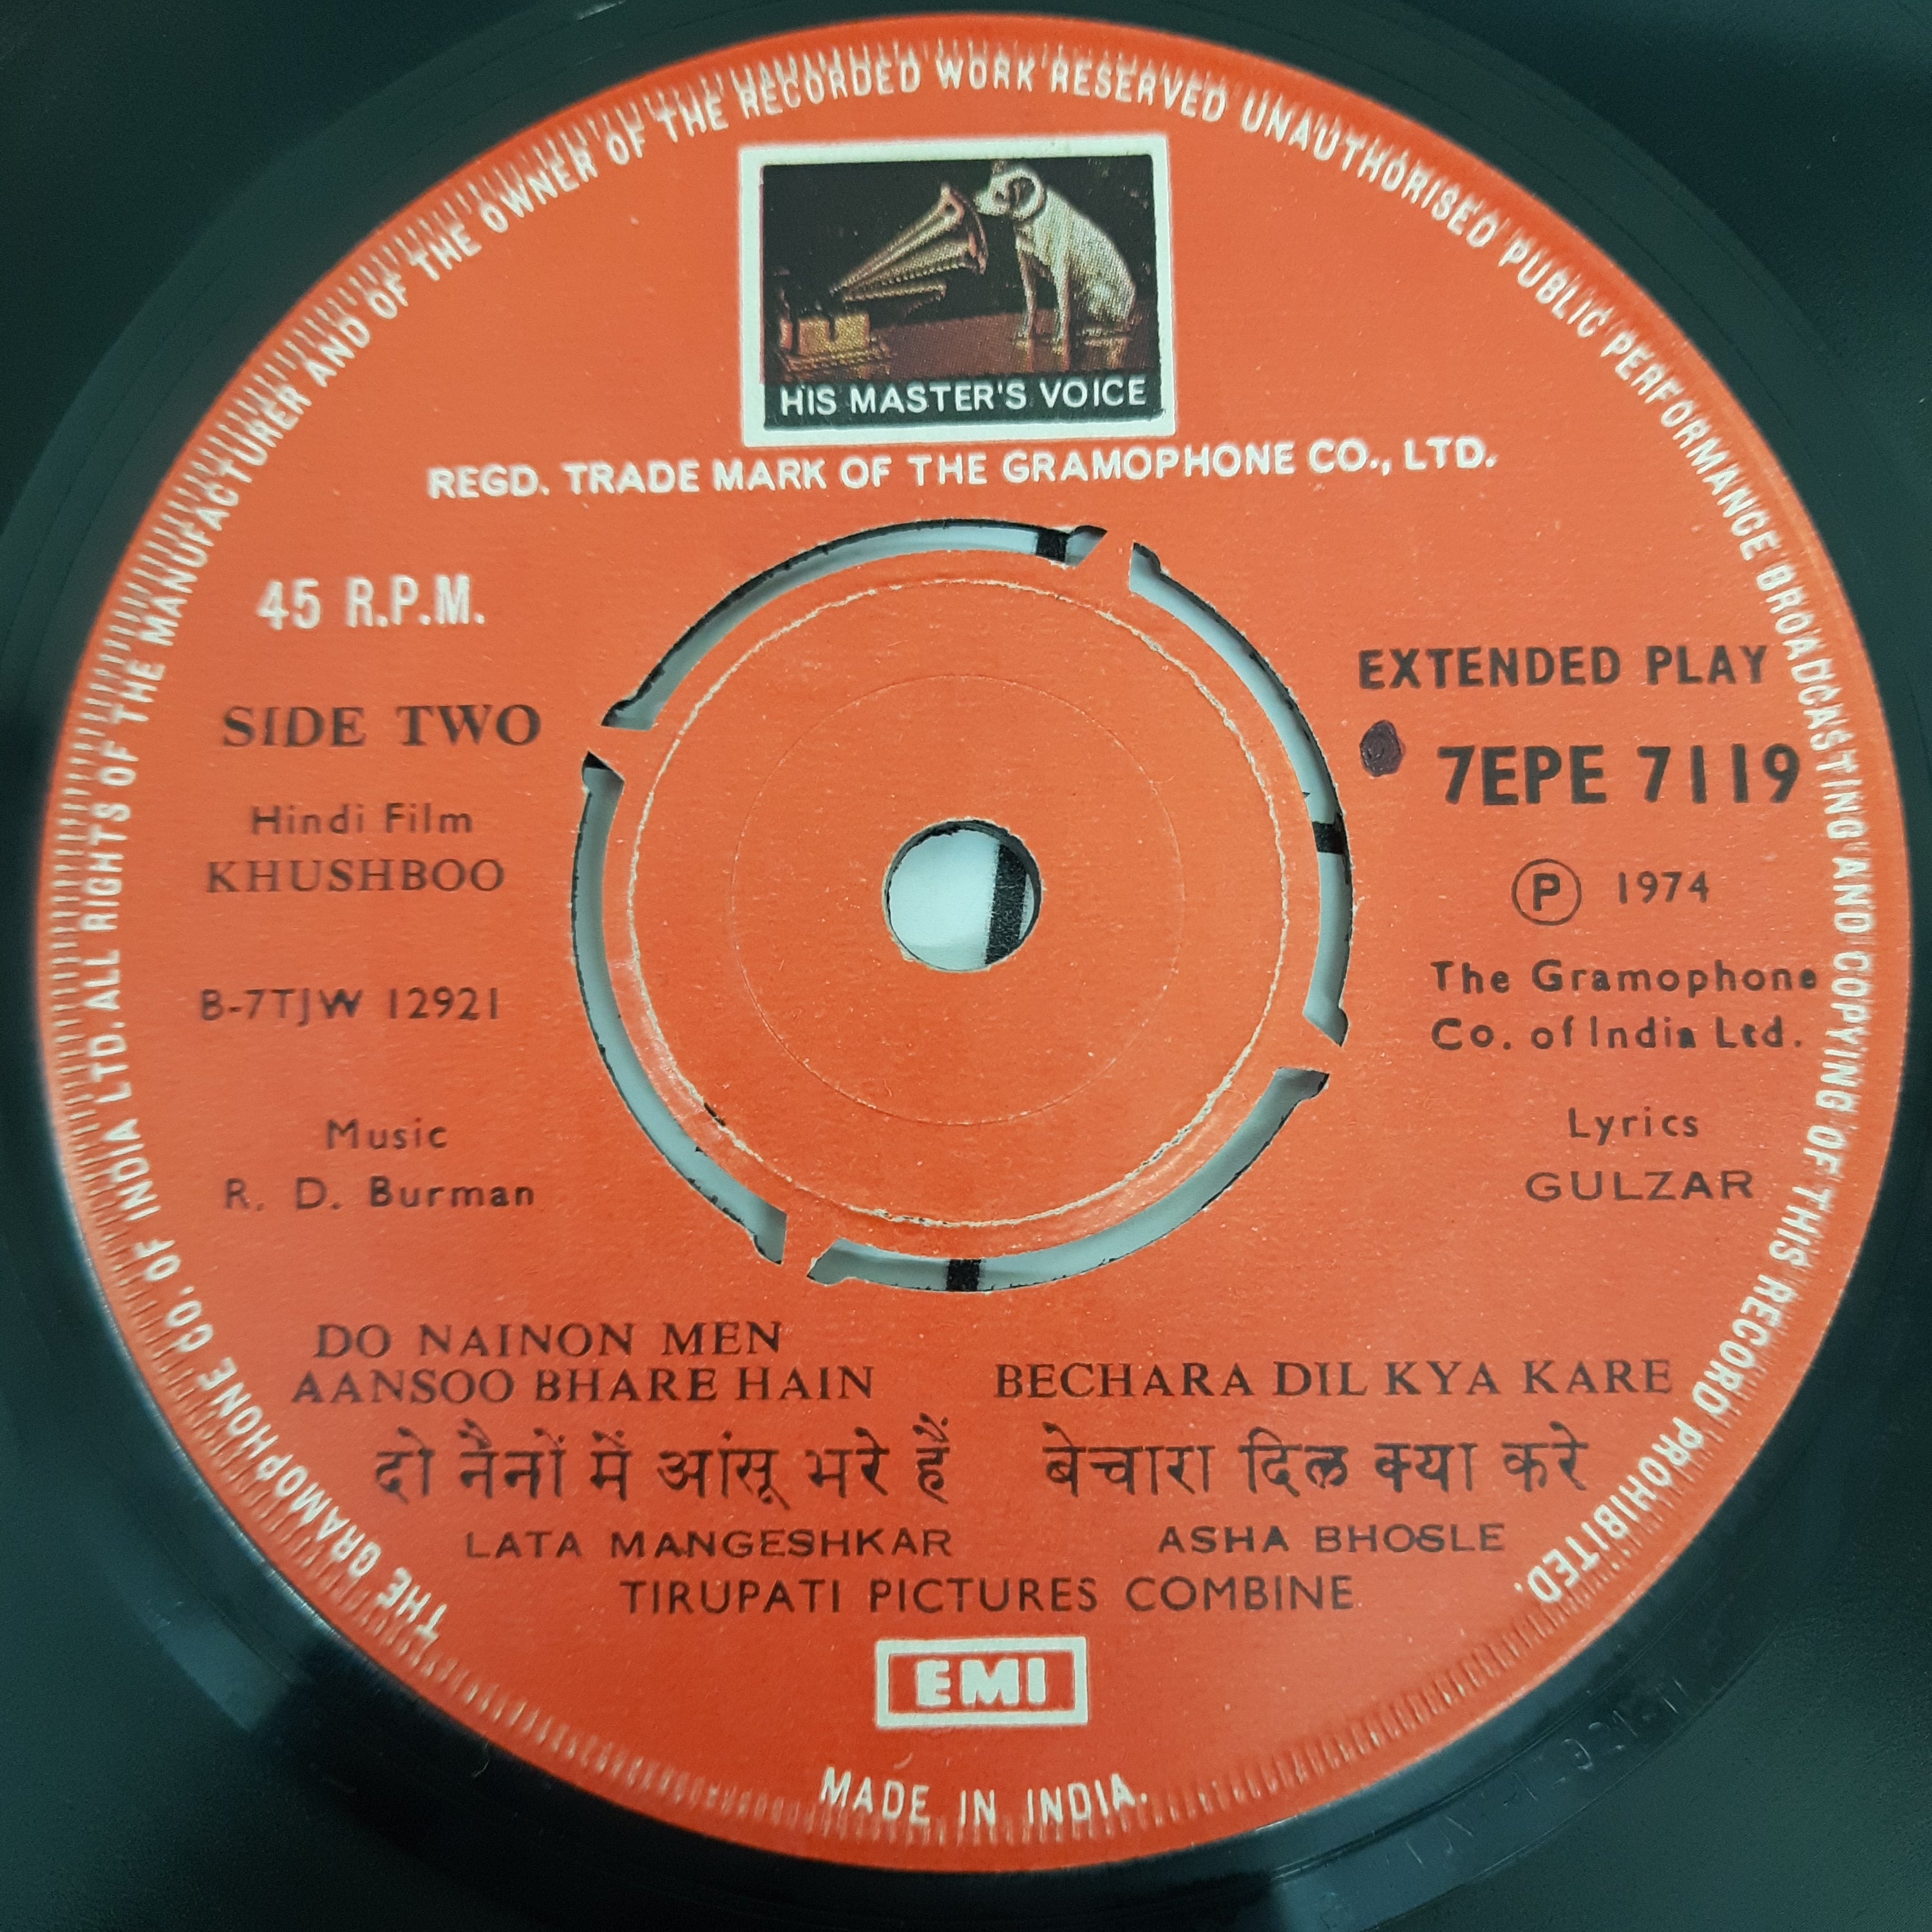 THE GRAMOPHONE CO. OF INDIA LTD. ALL RIGHTS OF THE MANUFACTURER AND OF THE OWNER OF THE RECORDED WORK RESERVED UNAUTHORISED PUBLIC PERFORMANCE BROADCASTING AND COPYING OF THIS RECORD PROHIBITED.
HIS MASTER'S VOICE
REGD. TRADE MARK OF THE GRAMOPHONE CO., LTD.
45 R.P.M.
SIDE TWO
Hindi Film
KHUSHBOO
B-7TJW 12921
Music
R. D. Burman
EXTENDED PLAY
7EPE 7119
℗ 1974
The Gramophone
Co. of India Ltd.
Lyrics
GULZAR
DO NAINON MEN
AANSOO BHARE HAIN
दो नैनों में आंसू भरे हैं
LATA MANGESHKAR
BECHARA DIL KYA KARE
बेचारा दिल क्या करे
ASHA BHOSLE
TIRUPATI PICTURES COMBINE
EMI
MADE IN INDIA.